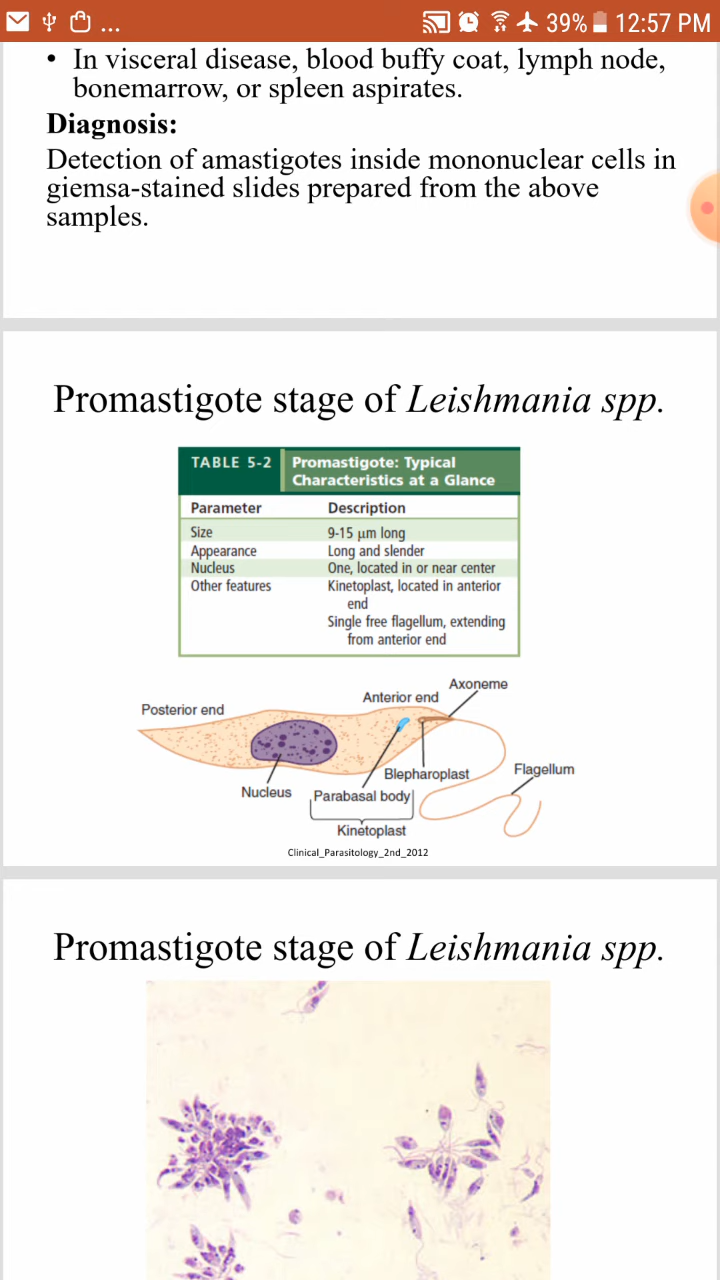 ... 39% 12:57 PM
• In visceral disease, blood buffy coat, lymph node,
bonemarrow, or spleen aspirates.
Diagnosis:
Detection of amastigotes inside mononuclear cells in
giemsa-stained slides prepared from the above
samples.
Promastigote stage of Leishmania spp.
TABLE 5-2 Promastigote: Typical
Characteristics at a Glance
Parameter Description
Size 9-15 μm long
Appearance Long and slender
Nucleus One, located in or near center
Other features Kinetoplast, located in anterior
end
Single free flagellum, extending
from anterior end
Axoneme
Anterior end
Posterior end
Blepharoplast
Flagellum
Nucleus
Parabasal body
Kinetoplast
Clinical_Parasitology_2nd_2012
Promastigote stage of Leishmania spp.